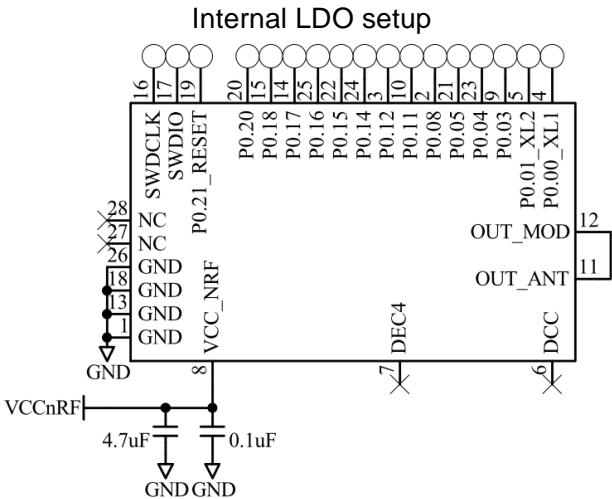 Internal LDO setup
16 17 19 20 15 14 25 22 24 3 10 2 21 23 9 5 4
SWDCLK
SWDIO
P0.21_RESET
P0.20
P0.18
P0.17
P0.16
P0.15
P0.14
P0.12
P0.11
P0.08
P0.05
P0.04
P0.03
P0.01_XL2
P0.00_XL1
28 NC
27 NC
26 GND
18 GND
13 GND
1 GND
GND
OUT_MOD 12
OUT_ANT 11
VCC_NRF
DEC4
DCC
8 7 6
VCCnRF
4.7uF 0.1uF
GND GND